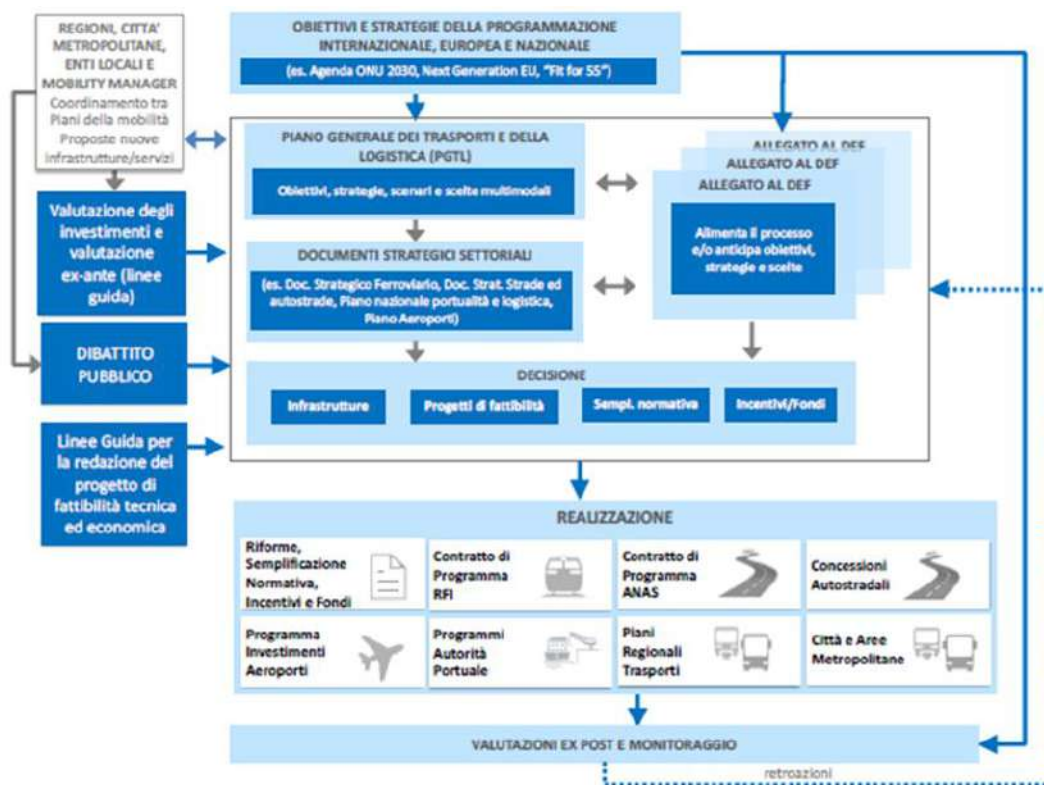 REGIONI, CITTA'
METROPOLITANE,
ENTI LOCALI E
MOBILITY MANAGER
Coordinamento tra
Piani della mobilità
Proposte nuove
infrastrutture/servizi
Valutazione degli
investimenti e
valutazione
ex-ante (linee
guida)
DIBATTITO
PUBBLICO
Linee Guida per
la redazione del
progetto di
fattibilità tecnica
ed economica
OBIETTIVI E STRATEGIE DELLA PROGRAMMAZIONE
INTERNAZIONALE, EUROPEA E NAZIONALE
(es. Agenda ONU 2030, Next Generation EU, "Fit for 55")
PIANO GENERALE DEI TRASPORTI E DELLA
LOGISTICA (PGTL)
Obiettivi, strategie, scenari e scelte multimodali
DOCUMENTI STRATEGICI SETTORIALI
(es. Doc. Strategico Ferroviario, Doc. Strat. Strade ed
autostrade, Piano nazionale portualità e logistica,
Piano Aeroporti)
ALLEGATO AL DEF
ALLEGATO AL DEF
ALLEGATO AL DEF
Alimenta il processo
e/o anticipa obiettivi,
strategie e scelte
DECISIONE
Infrastrutture
Progetti di fattibilità
Sempl. normativa
Incentivi/Fondi
REALIZZAZIONE
Riforme,
Semplificazione
Normativa,
Incentivi e Fondi
Contratto di
Programma
RFI
Contratto di
Programma
ANAS
Concessioni
Autostradali
Programma
Investimenti
Aeroporti
Programmi
Autorità
Portuale
Piani
Regionali
Trasporti
Città e Aree
Metropolitane
VALUTAZIONI EX POST E MONITORAGGIO
retroazioni